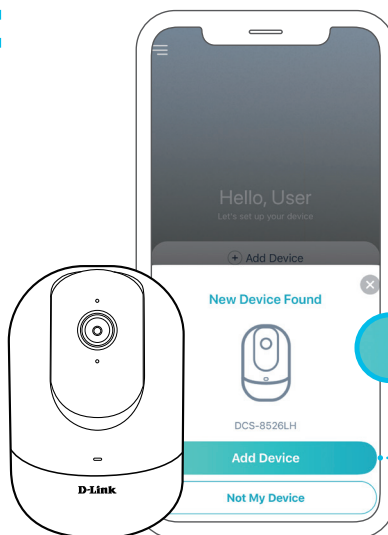 Hello, User
Let's set up your device
Add Device
New Device Found
DCS-8526LH
Add Device
Not My Device
D-Link